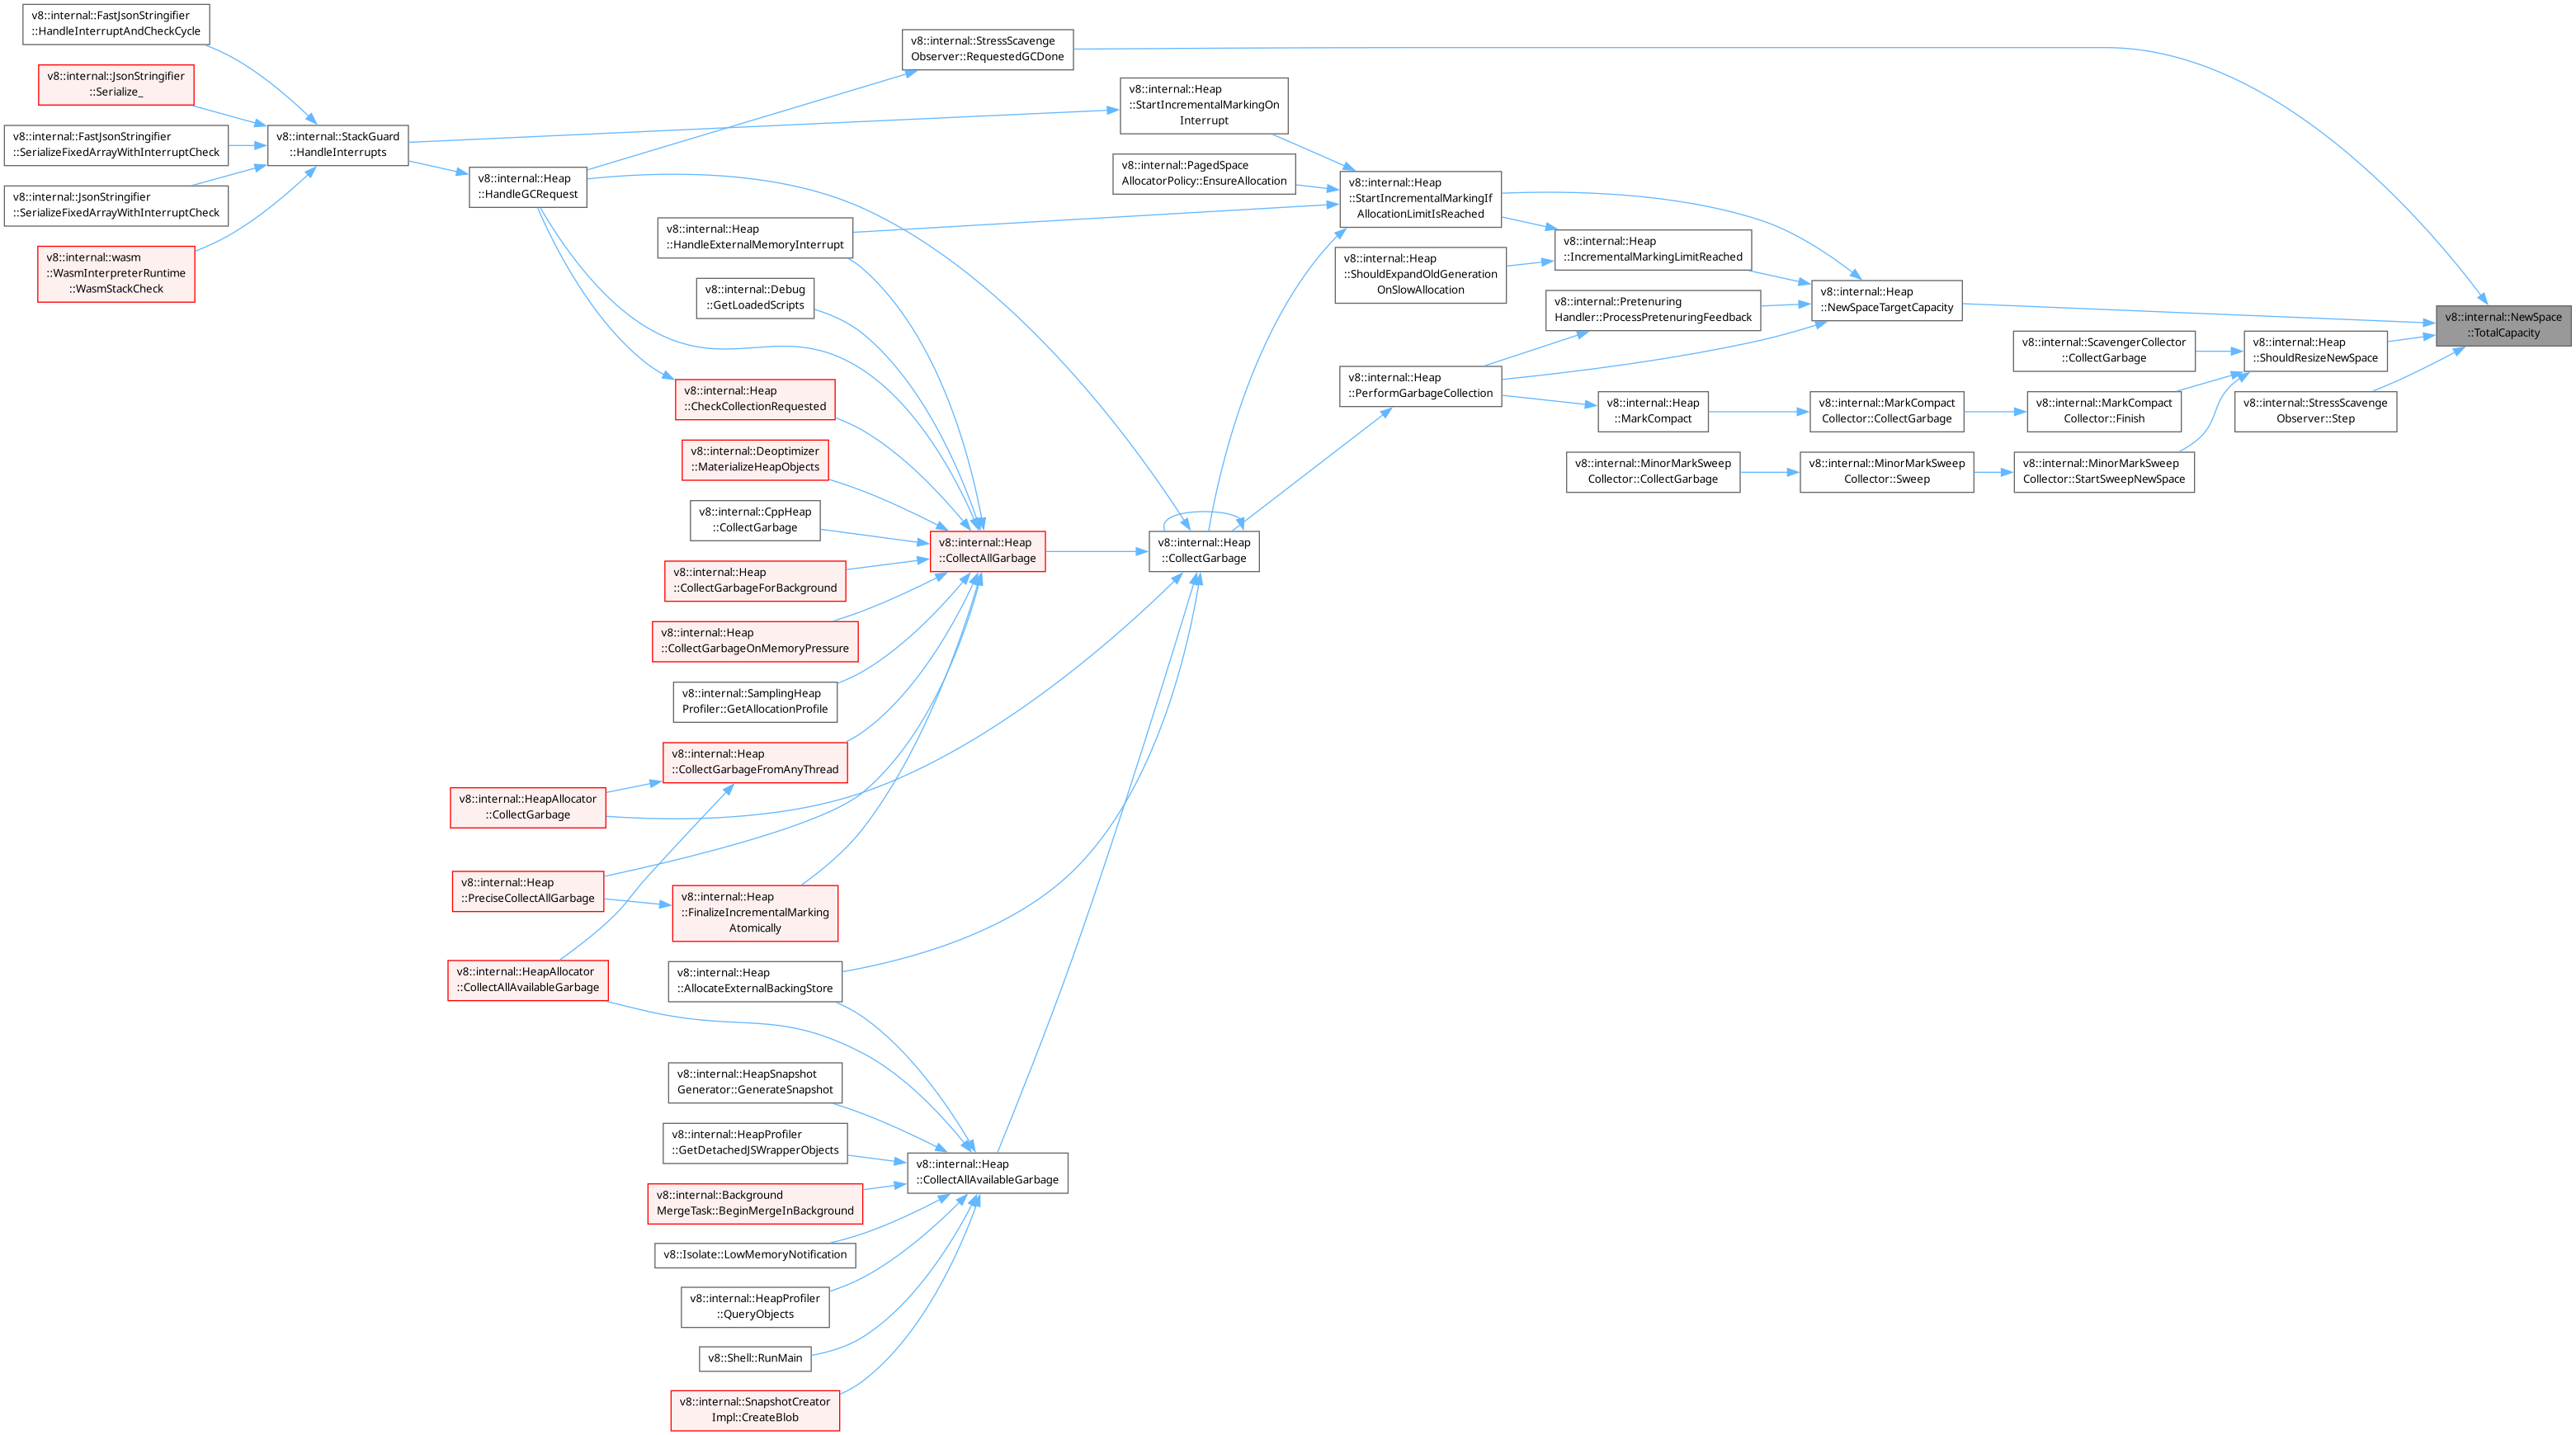 v8::internal::FastJsonStringifier
::HandleInterruptAndCheckCycle
v8::internal::JsonStringifier
::Serialize_
v8::internal::FastJsonStringifier
::SerializeFixedArrayWithInterruptCheck
v8::internal::JsonStringifier
::SerializeFixedArrayWithInterruptCheck
v8::internal::wasm
::WasmInterpreterRuntime
::WasmStackCheck
v8::internal::StackGuard
::HandleInterrupts
v8::internal::Heap
::HandleGCRequest
v8::internal::HeapAllocator
::CollectGarbage
v8::internal::Heap
::PreciseCollectAllGarbage
v8::internal::HeapAllocator
::CollectAllAvailableGarbage
v8::internal::Heap
::HandleExternalMemoryInterrupt
v8::internal::Debug
::GetLoadedScripts
v8::internal::Heap
::CheckCollectionRequested
v8::internal::Deoptimizer
::MaterializeHeapObjects
v8::internal::CppHeap
::CollectGarbage
v8::internal::Heap
::CollectGarbageForBackground
v8::internal::Heap
::CollectGarbageOnMemoryPressure
v8::internal::SamplingHeap
Profiler::GetAllocationProfile
v8::internal::Heap
::CollectGarbageFromAnyThread
v8::internal::Heap
::FinalizeIncrementalMarking
Atomically
v8::internal::Heap
::AllocateExternalBackingStore
v8::internal::HeapSnapshot
Generator::GenerateSnapshot
v8::internal::HeapProfiler
::GetDetachedJSWrapperObjects
v8::internal::Background
MergeTask::BeginMergeInBackground
v8::Isolate::LowMemoryNotification
v8::internal::HeapProfiler
::QueryObjects
v8::Shell::RunMain
v8::internal::SnapshotCreator
Impl::CreateBlob
v8::internal::StressScavenge
Observer::RequestedGCDone
v8::internal::Heap
::CollectAllGarbage
v8::internal::Heap
::CollectAllAvailableGarbage
v8::internal::Heap
::StartIncrementalMarkingOn
Interrupt
v8::internal::PagedSpace
AllocatorPolicy::EnsureAllocation
v8::internal::Heap
::CollectGarbage
v8::internal::Heap
::StartIncrementalMarkingIf
AllocationLimitIsReached
v8::internal::Heap
::ShouldExpandOldGeneration
OnSlowAllocation
v8::internal::Heap
::PerformGarbageCollection
v8::internal::Heap
::IncrementalMarkingLimitReached
v8::internal::Pretenuring
Handler::ProcessPretenuringFeedback
v8::internal::Heap
::MarkCompact
v8::internal::MinorMarkSweep
Collector::CollectGarbage
v8::internal::Heap
::NewSpaceTargetCapacity
v8::internal::MarkCompact
Collector::CollectGarbage
v8::internal::MinorMarkSweep
Collector::Sweep
v8::internal::ScavengerCollector
::CollectGarbage
v8::internal::MarkCompact
Collector::Finish
v8::internal::MinorMarkSweep
Collector::StartSweepNewSpace
v8::internal::Heap
::ShouldResizeNewSpace
v8::internal::StressScavenge
Observer::Step
v8::internal::NewSpace
::TotalCapacity